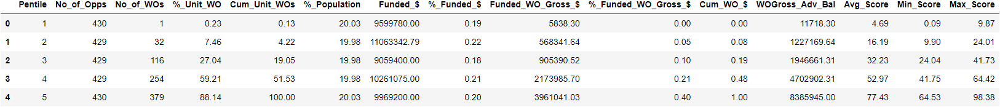 Pentile No_of_Opps No_of_WOs %_Unit_WO Cum_Unit_WOs %_Population Funded_$ %_Funded_$ Funded_WO_Gross_$ %_Funded_WO_Gross_$ Cum_WO_$ WOGross_Adv_Bal Avg_Score Min_Score Max_Score
0 1 430 1 0.23 0.13 20.03 9599780.00 0.19 5838.30 0.00 0.00 11718.30 4.69 0.09 9.87
1 2 429 32 7.46 4.22 19.98 11063342.79 0.22 568341.64 0.05 0.08 1227169.64 16.19 9.90 24.01
2 3 429 116 27.04 19.05 19.98 9059400.00 0.18 905390.52 0.10 0.19 1946661.31 32.23 24.04 41.73
3 4 429 254 59.21 51.53 19.98 10261075.00 0.21 2173985.70 0.21 0.48 4702902.31 52.97 41.75 64.42
4 5 430 379 88.14 100.00 20.03 9969200.00 0.20 3961041.03 0.40 1.00 8385945.00 77.43 64.53 98.38